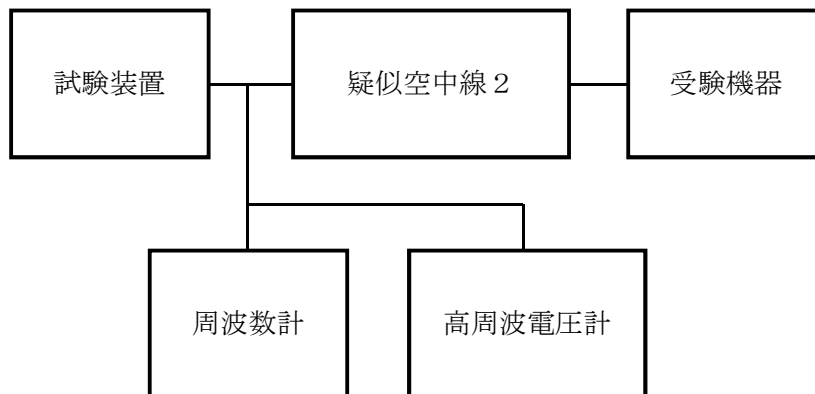 試験装置
疑似空中線２
受験機器
周波数計
高周波電圧計